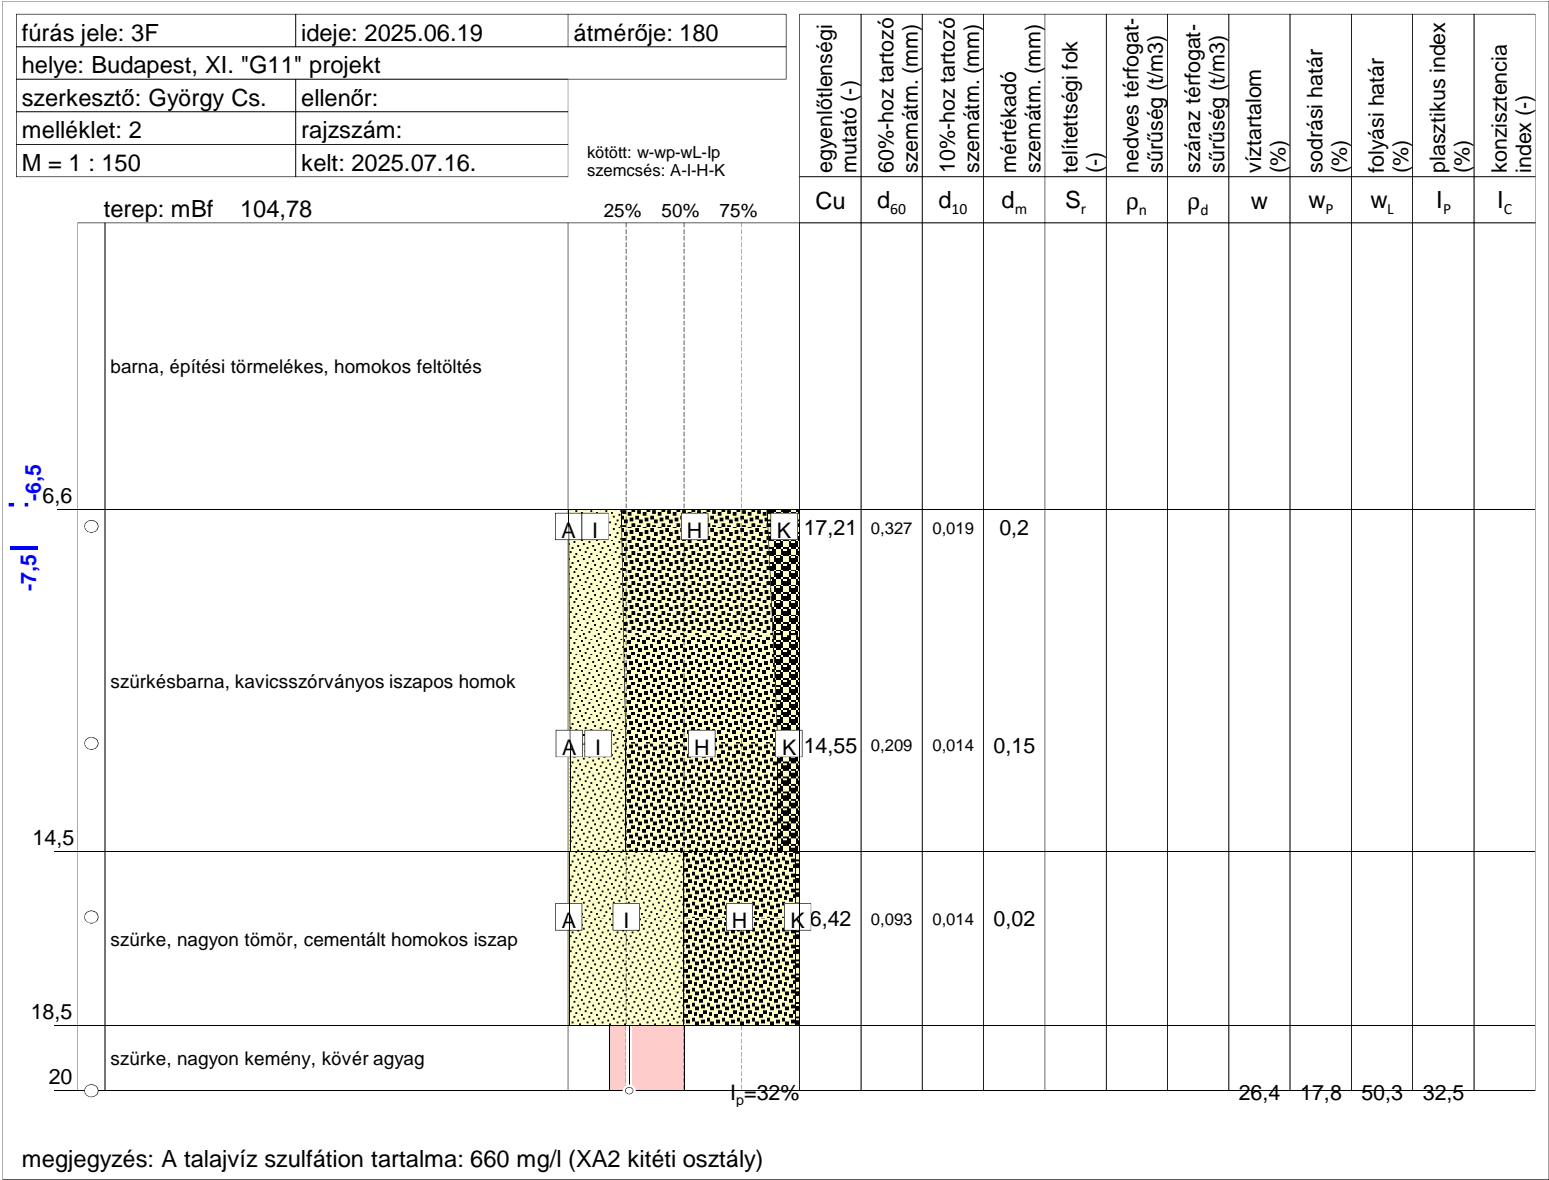 fúrás jele: 3F ideje: 2025.06.19 átmérője: 180
helye: Budapest, XI. "G11" projekt
szerkesztő: György Cs. ellenőr:
melléklet: 2 rajzszám:
M = 1 : 150 kelt: 2025.07.16.
kötött: w-wp-wL-Ip
szemcsés: A-I-H-K
egyenlőtlenségi
mutató (-)
60%-hoz tartozó
szemátm. (mm)
10%-hoz tartozó
szemátm. (mm)
mértékadó
szemátm. (mm)
telítettségi fok
(-)
nedves térfogat-
sűrűség (t/m3)
száraz térfogat-
sűrűség (t/m3)
víztartalom
(%)
sodrási határ
(%)
folyási határ
(%)
plasztikus index
(%)
konzisztencia
index (-)
terep: mBf 104,78 25% 50% 75%
Cu d60 d10 dm Sr ρn ρd w wP wL IP IC
barna, építési törmelékes, homokos feltöltés
-6,5
6,6
A I H K 17,21 0,327 0,019 0,2
-7,5
szürkésbarna, kavicsszórványos iszapos homok
A I H K 14,55 0,209 0,014 0,15
14,5
A I H K 6,42 0,093 0,014 0,02
szürke, nagyon tömör, cementált homokos iszap
18,5
szürke, nagyon kemény, kövér agyag
20
Ip=32% 26,4 17,8 50,3 32,5
megjegyzés: A talajvíz szulfátion tartalma: 660 mg/l (XA2 kitéti osztály)